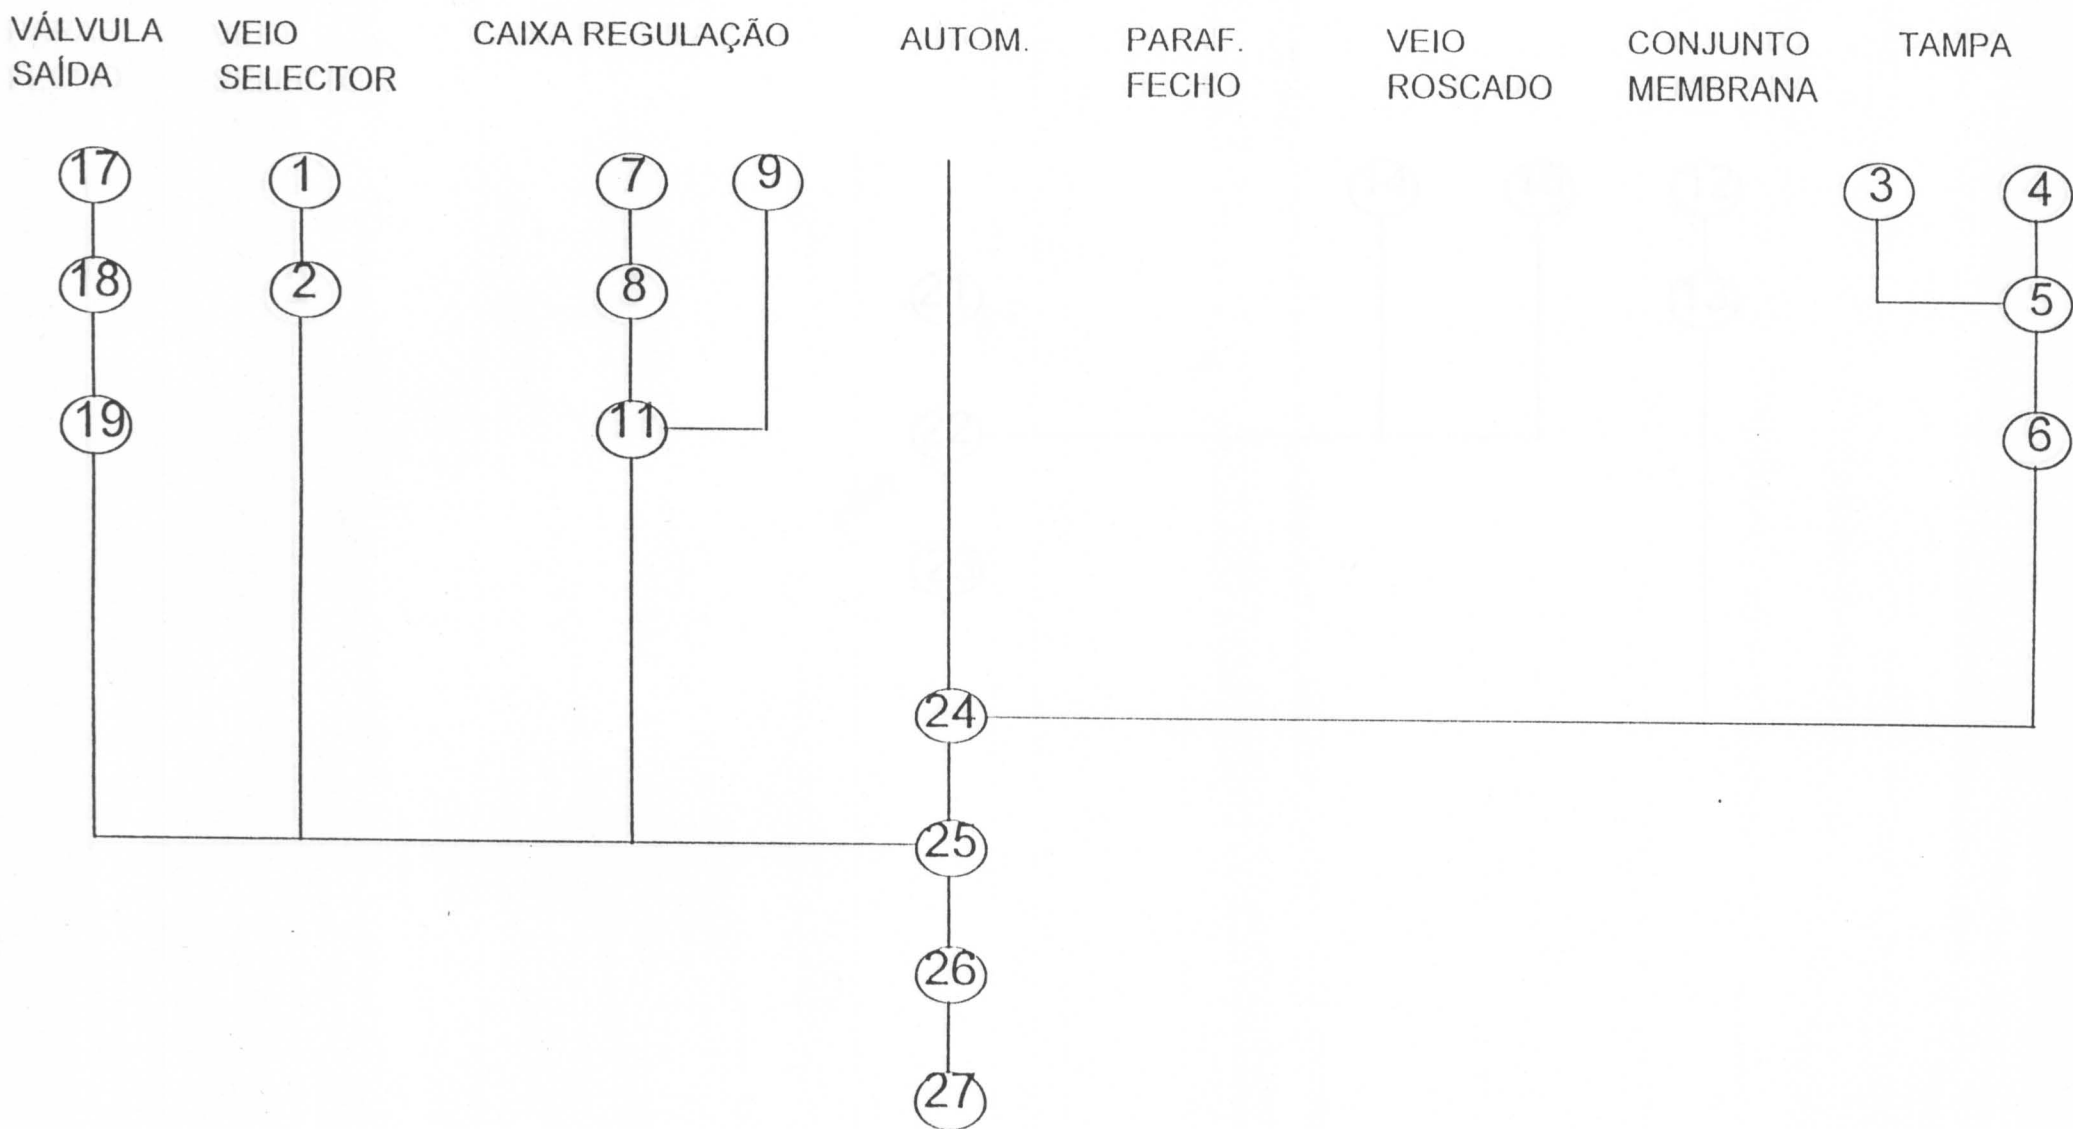 VÁLVULA SAÍDA
VEIO SELECTOR
CAIXA REGULAÇÃO
AUTOM.
PARAF. FECHO
VEIO ROSCADO
CONJUNTO MEMBRANA
TAMPA
17
1
7
9
3
4
18
2
8
5
19
11
6
24
25
26
27